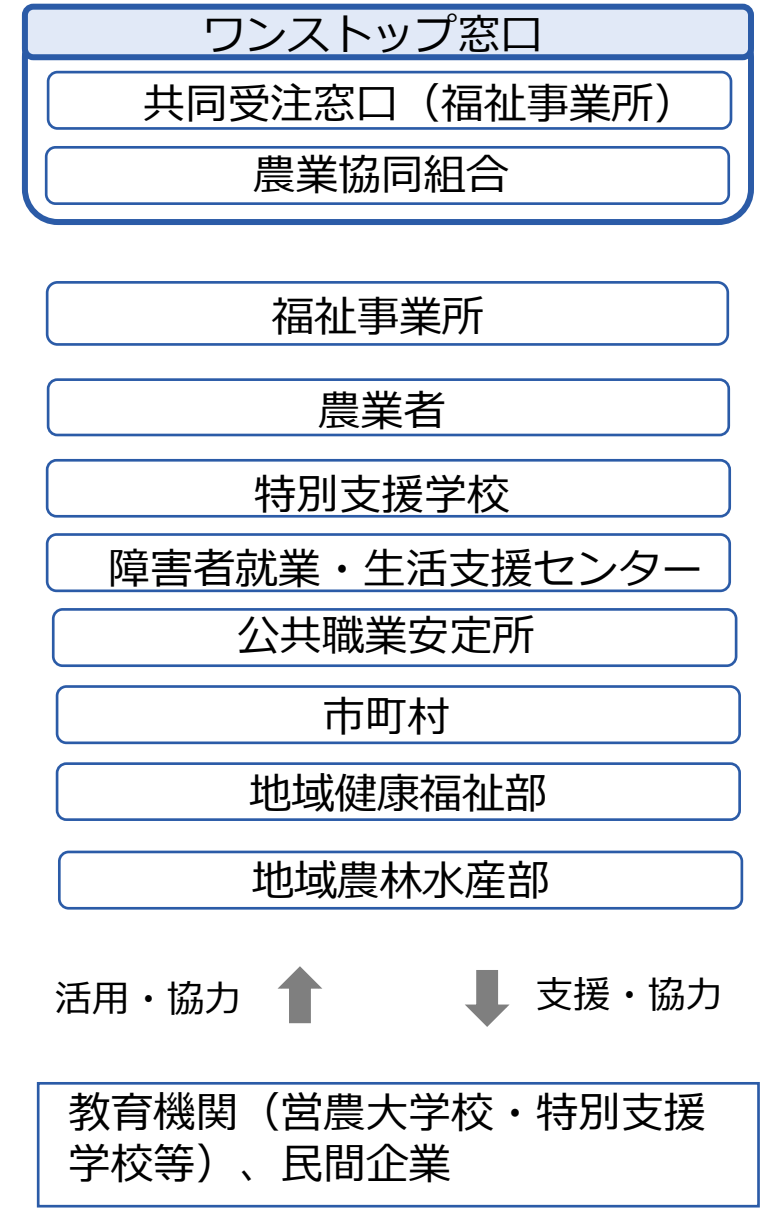 ワンストップ窓口
共同受注窓口（福祉事業所）
農業協同組合
福祉事業所
農業者
特別支援学校
障害者就業・生活支援センター
公共職業安定所
市町村
地域健康福祉部
地域農林水産部
活用・協力
支援・協力
教育機関（営農大学校・特別支援
学校等）、民間企業